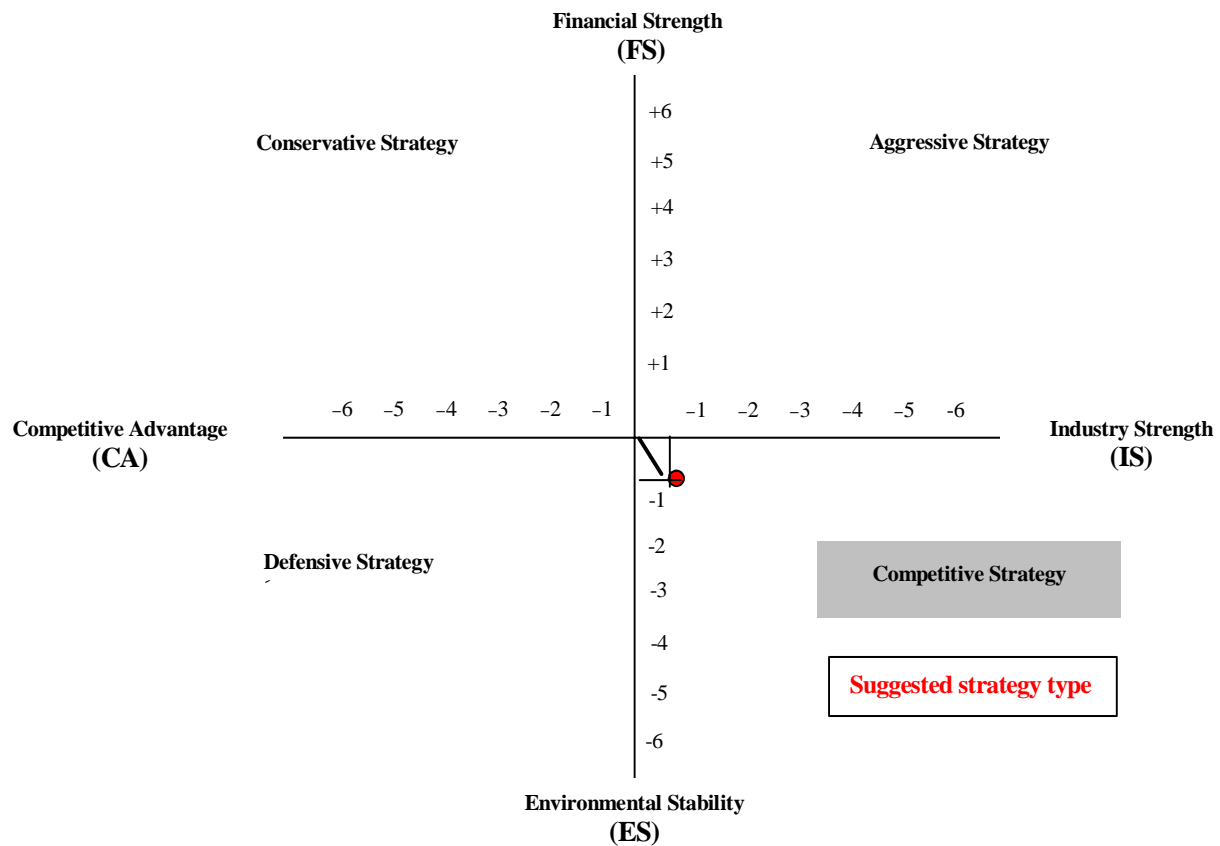 Financial Strength
(FS)
+6
Conservative Strategy
Aggressive Strategy
+5
+4
+3
+2
+1
–6 –5 –4 –3 –2 –1 –1 –2 –3 –4 –5 -6
Competitive Advantage
(CA)
Industry Strength
(IS)
-1
-2
Defensive Strategy
Competitive Strategy
-3
-4
Suggested strategy type
-5
-6
Environmental Stability
(ES)